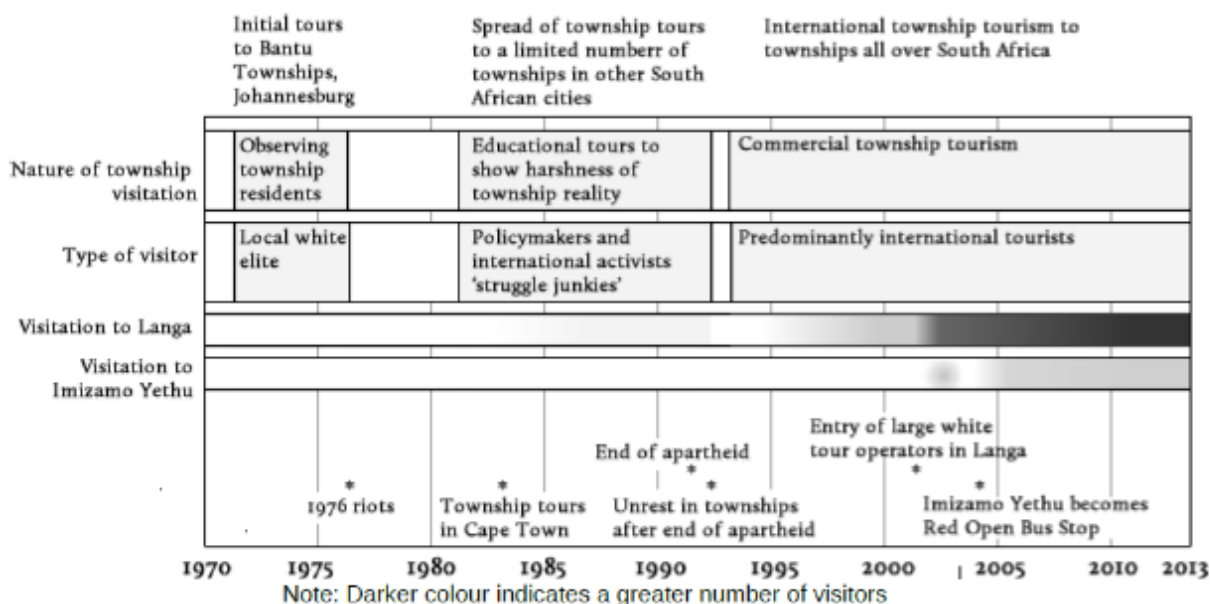 Initial tours
to Bantu
Townships,
Johannesburg
Spread of township tours
to a limited numberr of
townships in other South
African cities
International township tourism to
townships all over South Africa
Nature of township
visitation
Observing
township
residents
Educational tours to
show harshness of
township reality
Commercial township tourism
Type of visitor
Local white
elite
Policymakers and
international activists
‘struggle junkies’
Predominantly international tourists
Visitation to Langa
Visitation to
Imizamo Yethu
Entry of large white
tour operators in Langa
*
End of apartheid
*
*
1976 riots
*
Township tours
in Cape Town
*
Unrest in townships
after end of apartheid
*
Imizamo Yethu becomes
Red Open Bus Stop
1970 1975 1980 1985 1990 1995 2000 2005 2010 2013
Note: Darker colour indicates a greater number of visitors